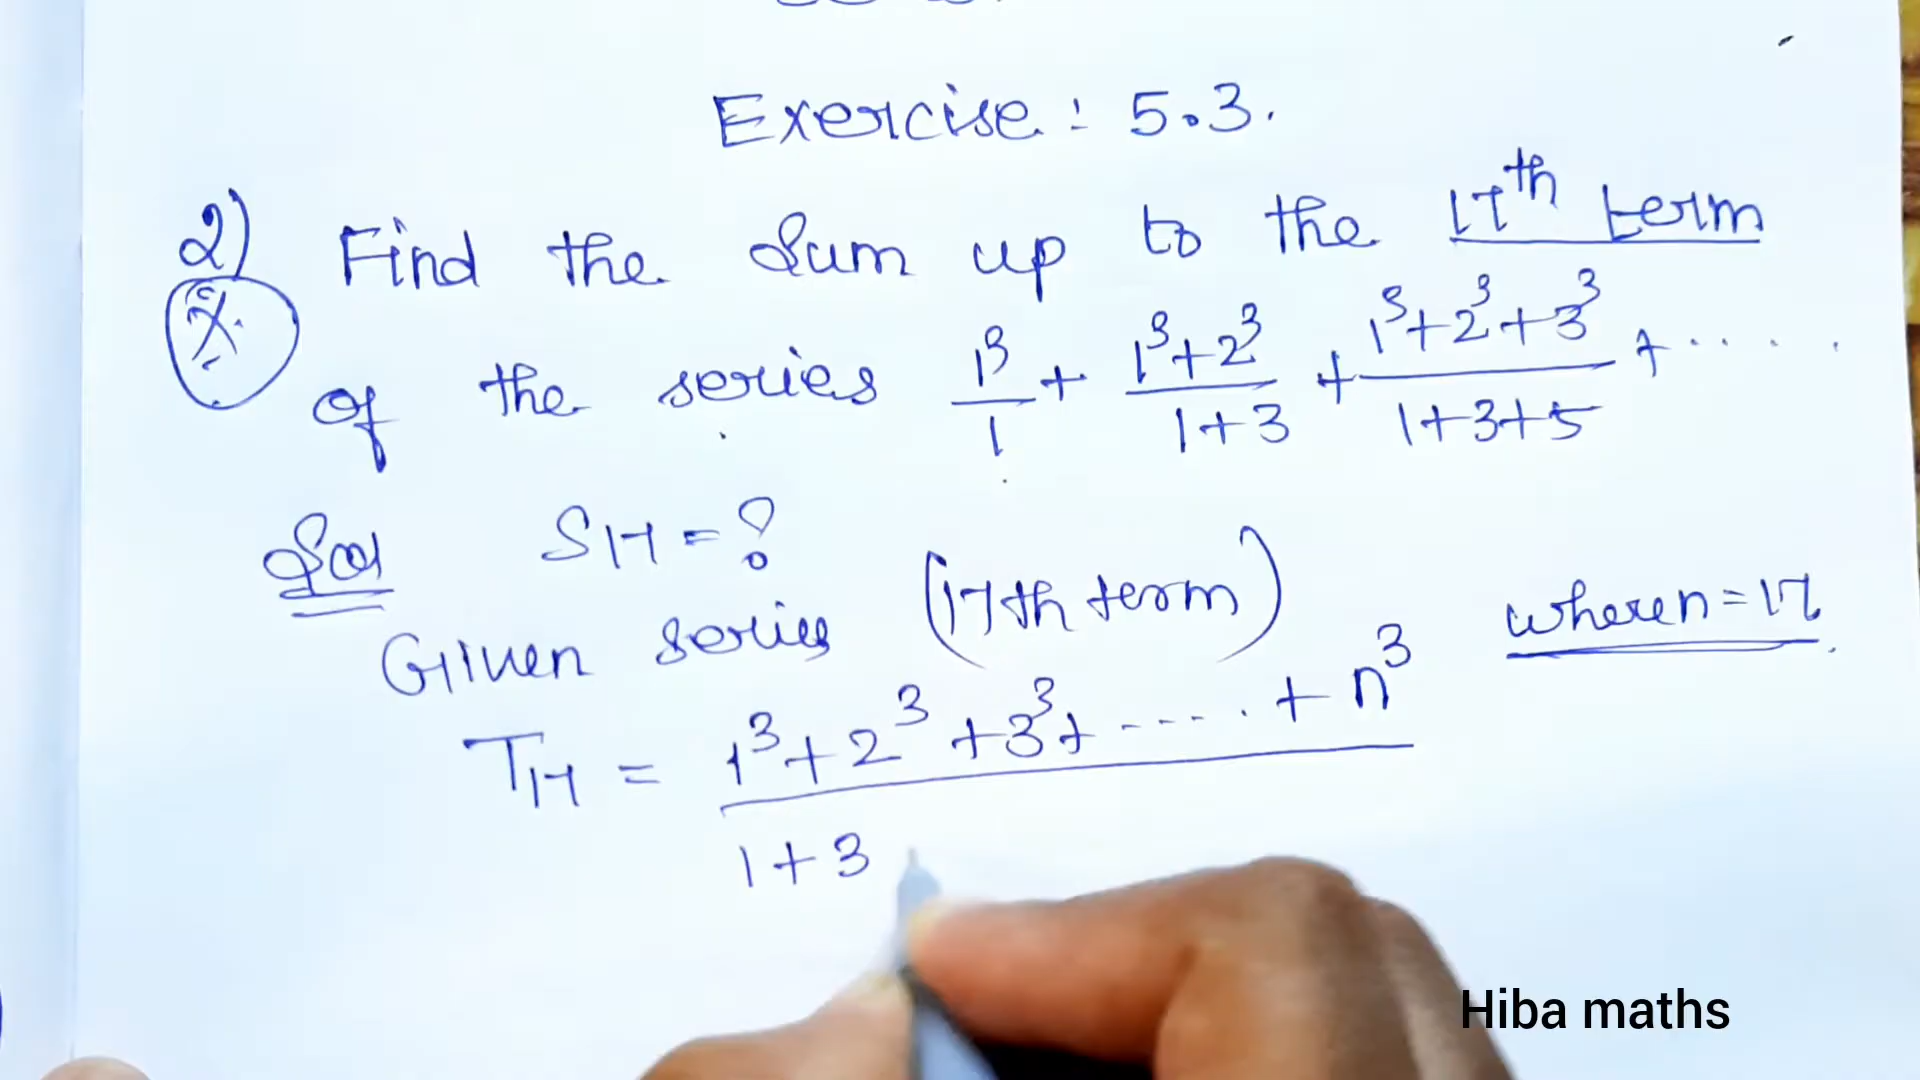 Exercise : 5.3.
2) Find the Sum up to the 17th term
of the series 1³/1 + 1³+2³/1+3 + 1³+2³+3³/1+3+5 + .....
Sol S17 = ?
Given series (17th term) where n = 17.
T17 = 1³+2³+3³+ ..... + n³
1+3
Hiba maths